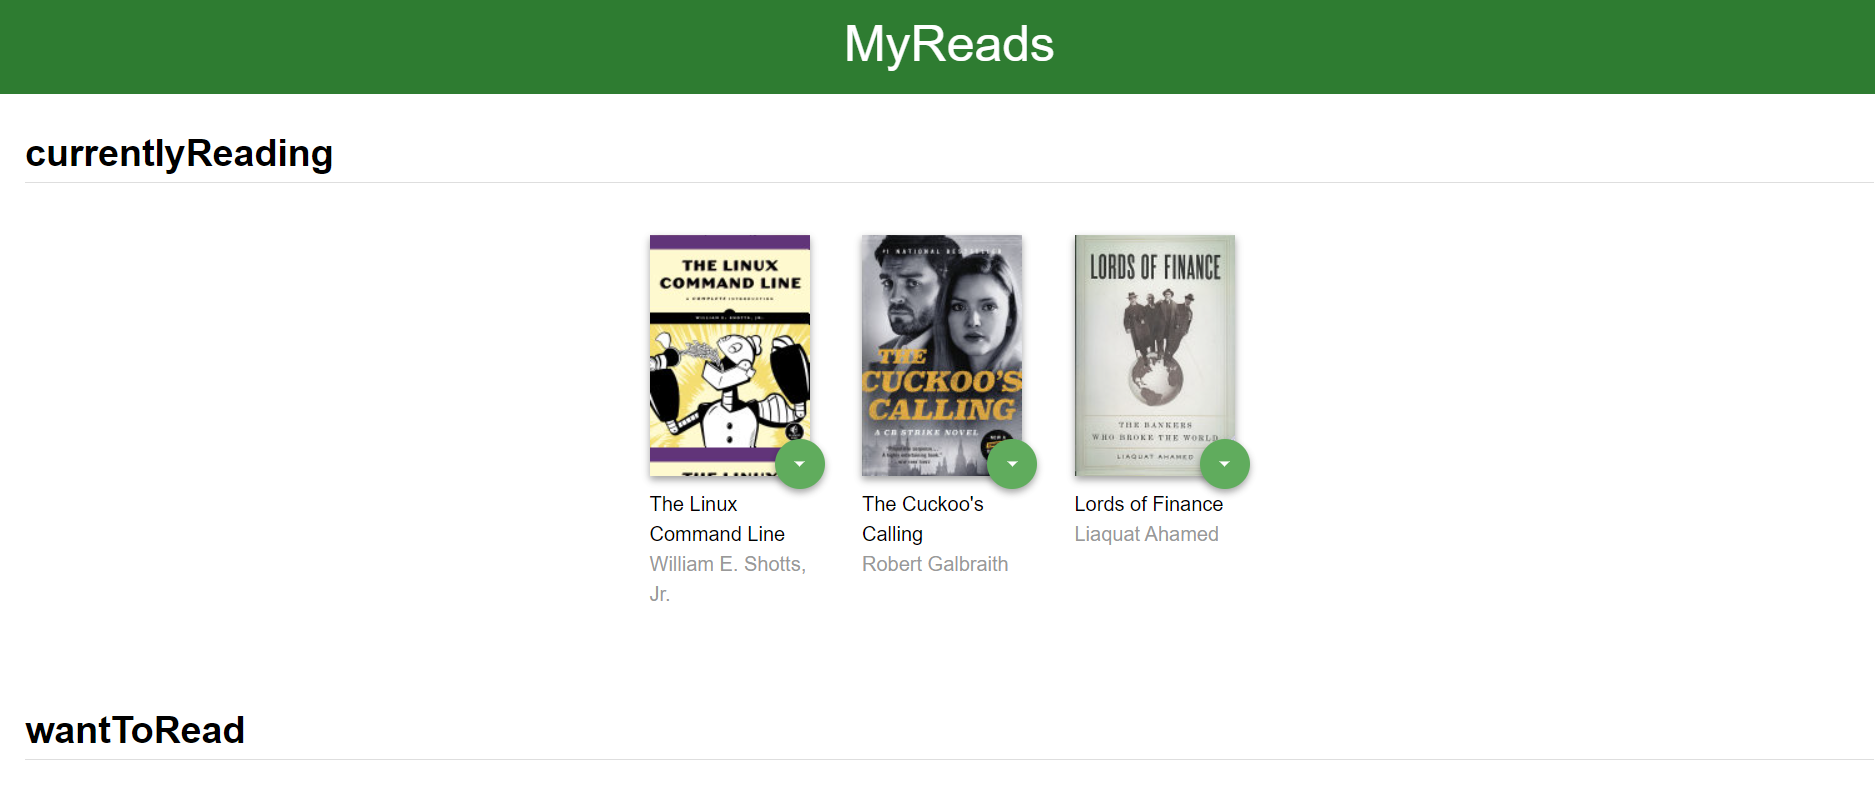 MyReads
currentlyReading
THE LINUX
COMMAND LINE
A COMPLETE INTRODUCTION
WILLIAM E. SHOTTS, JR.
THE LINUX
#1 NATIONAL BESTSELLER
THE
CUCKOO'S
CALLING
A CB STRIKE NOVEL
LORDS OF FINANCE
THE BANKERS
WHO BROKE THE WORLD
LIAQUAT AHAMED
The Linux
Command Line
William E. Shotts,
Jr.
The Cuckoo's
Calling
Robert Galbraith
Lords of Finance
Liaquat Ahamed
wantToRead